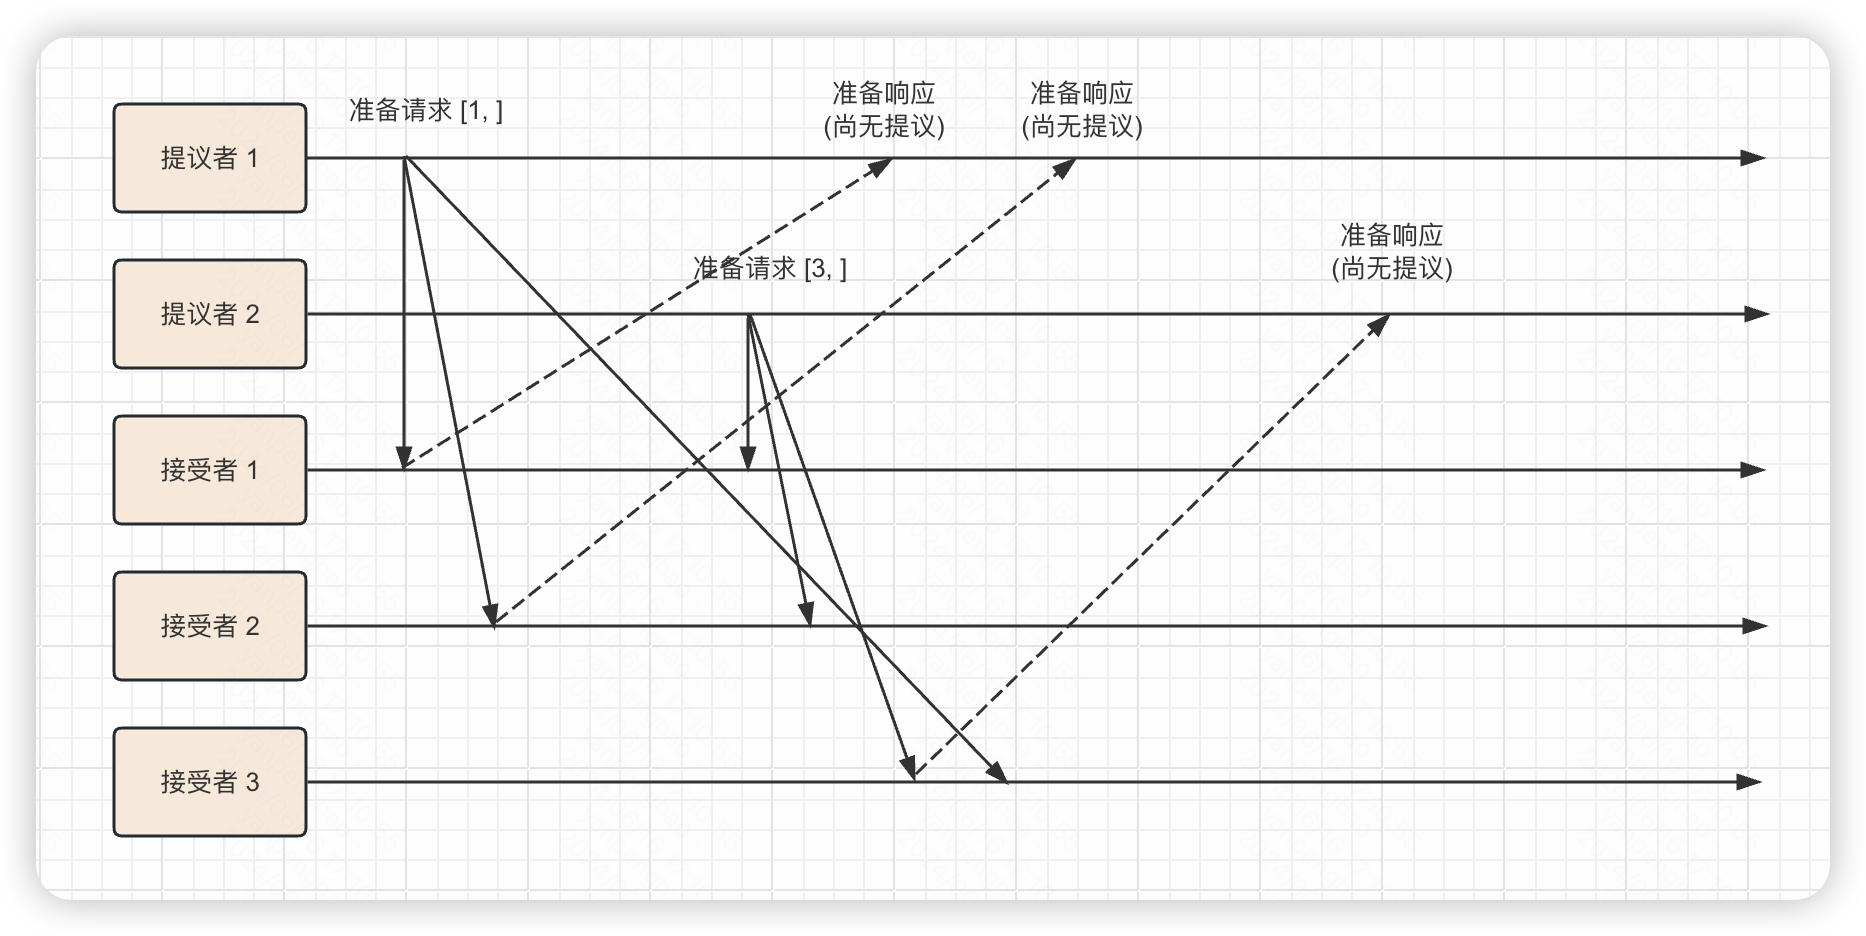 准备请求 [1, ]
准备响应
(尚无提议)
准备响应
(尚无提议)
提议者 1
准备请求 [3, ]
准备响应
(尚无提议)
提议者 2
接受者 1
接受者 2
接受者 3